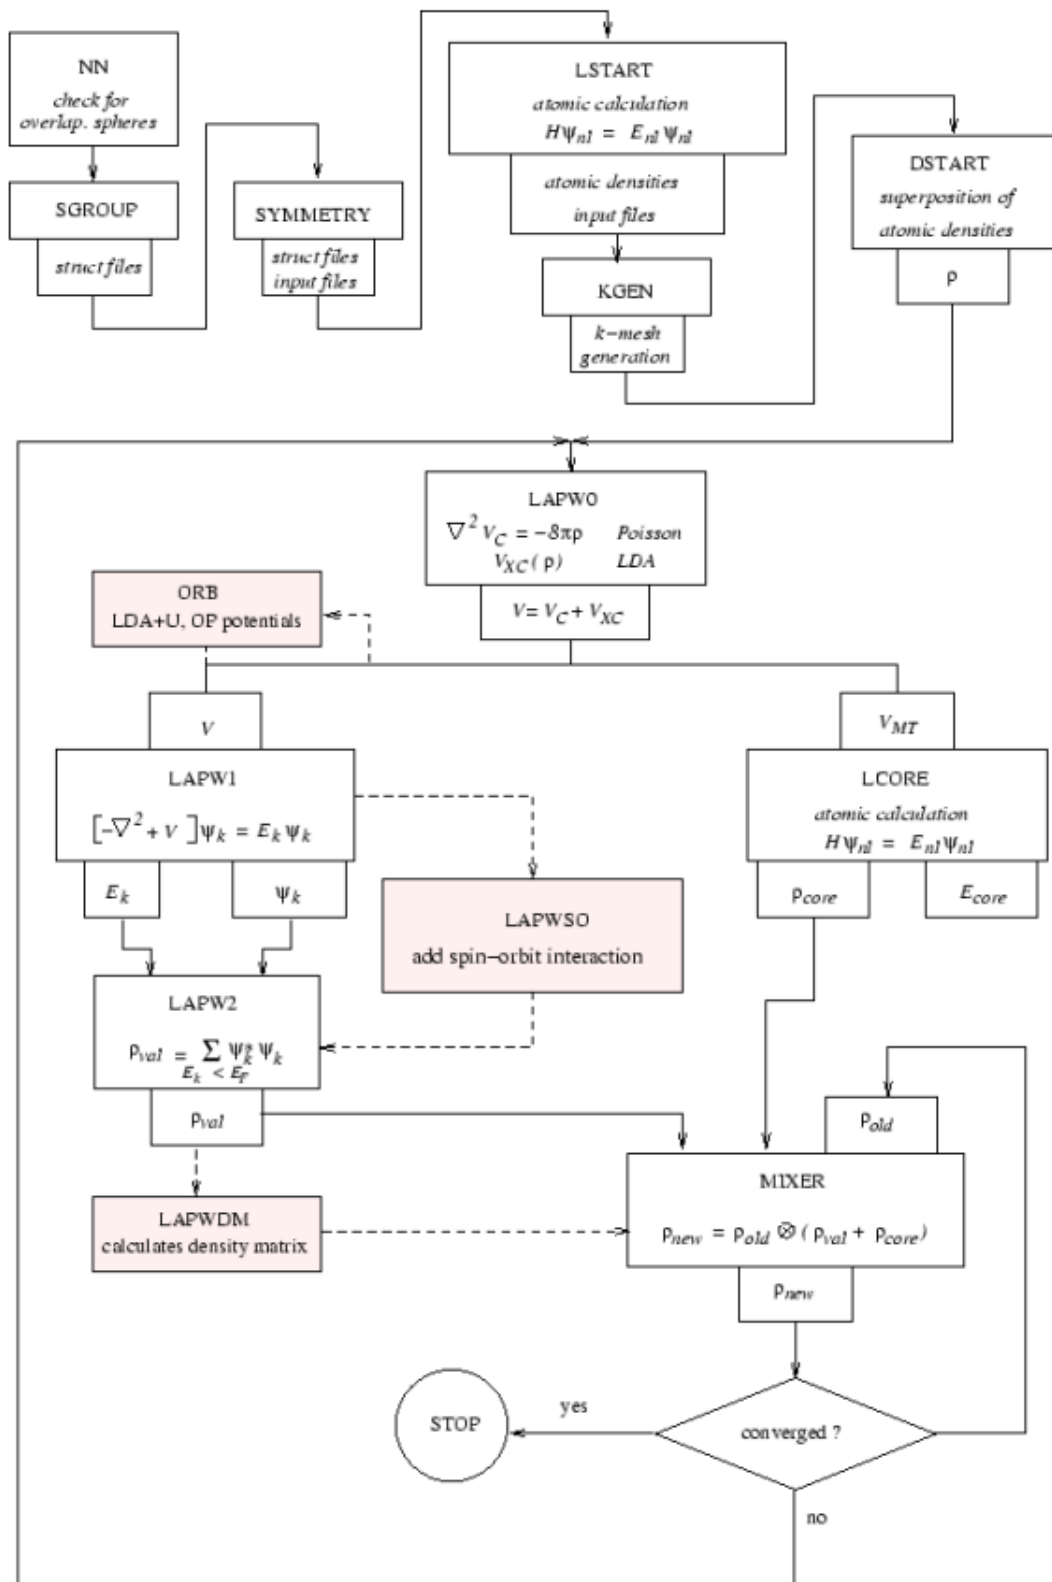 NN
check for
overlap. spheres
SGROUP
struct files
SYMMETRY
struct files
input files
LSTART
atomic calculation
Hψnl = Enl ψnl
atomic densities
input files
KGEN
k-mesh
generation
DSTART
superposition of
atomic densities
ρ
LAPW0
∇² VC = -8πρ Poisson
VXC(ρ) LDA
V = VC + VXC
ORB
LDA+U, OP potentials
V
LAPW1
[-∇² + V ]ψk = Ek ψk
Ek
ψk
VMT
LCORE
atomic calculation
Hψnl = Enl ψnl
ρcore
Ecore
LAPWSO
add spin-orbit interaction
LAPW2
ρval = Σ ψk* ψk
Ek < EF
ρval
LAPWDM
calculates density matrix
ρold
MIXER
ρnew = ρold ⊗ (ρval + ρcore)
ρnew
converged ?
yes
STOP
no